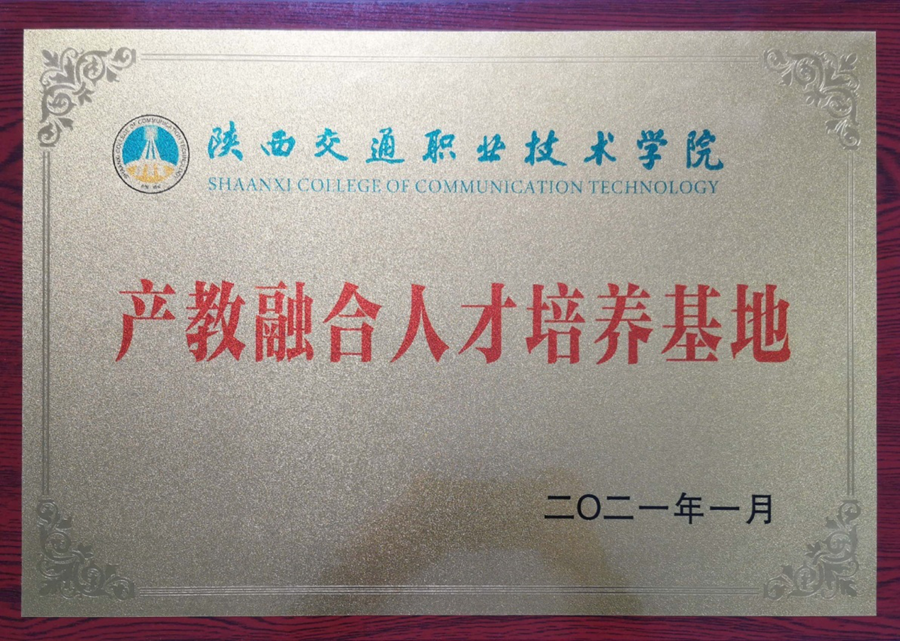 陕西交通职业技术学院
SHAANXI COLLEGE OF COMMUNICATION TECHNOLOGY
产教融合人才培养基地
二〇二一年一月